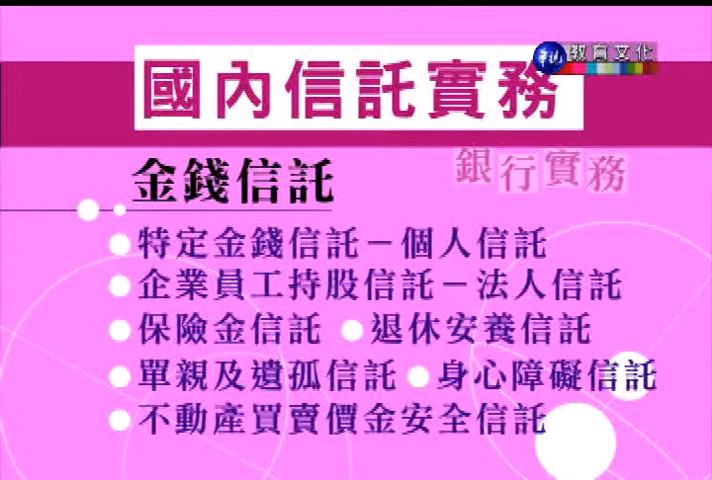 國內信託實務
教育文化
銀行實務
金錢信託
特定金錢信託－個人信託
企業員工持股信託－法人信託
保險金信託 退休安養信託
單親及遺孤信託 身心障礙信託
不動產買賣價金安全信託